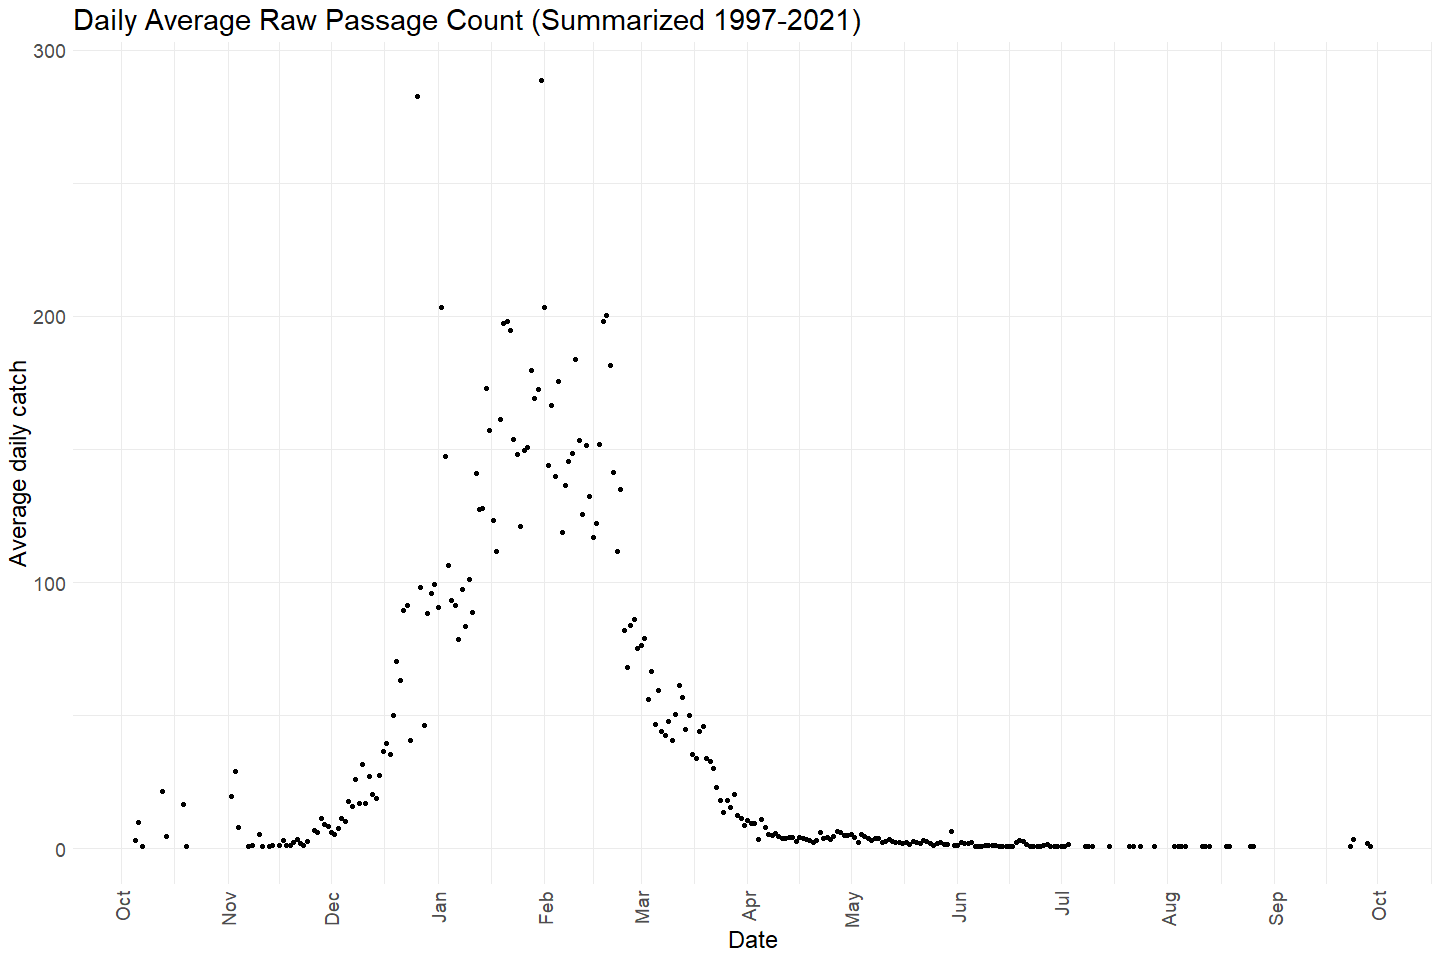 Daily Average Raw Passage Count (Summarized 1997-2021)
300
200
100
0
Average daily catch
Oct
Nov
Dec
Jan
Feb
Mar
Apr
May
Jun
Jul
Aug
Sep
Oct
Date